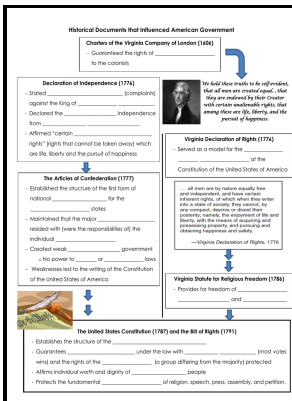 Historical Documents that Influenced American Government
Charters of the Virginia Company of London (1606)
- Guaranteed the rights of _______________
to the colonists
Declaration of Independence (1776)
- Stated _______________ (complaints)
against the King of _______ _______
- Declared the _______ Independence
from _______
- Affirmed "certain _______________
rights" (rights that cannot be taken away) which
are life, liberty and the pursuit of happiness
We hold these truths to be self-evident,
that all men are created equal, that
they are endowed by their Creator
with certain unalienable rights, that
among these are life, liberty, and the
pursuit of happiness.
Virginia Declaration of Rights (1776)
- Served as a model for the _______
_______________ of the
Constitution of the United States of America
...all men are by nature equally free
and independent, and have certain
inherent rights, of which when they enter
into a state of society, they cannot, by
any compact, deprive or divest their
posterity; namely, the enjoyment of life and
liberty, with the means of acquiring and
possessing property, and pursuing and
obtaining happiness and safety.
—Virginia Declaration of Rights, 1776
The Articles of Confederation (1777)
- Established the structure of the first form of
national _______________ for the
_______________ states
- Maintained that the major _______
resided with (were the responsibilities of) the
individual _______________
- Created weak _______________ government
o No power to _______ or _______ laws
- Weaknesses led to the writing of the Constitution
of the United States of America
Virginia Statute for Religious Freedom (1786)
- Provides for freedom of _______________
_______________ and _______________
The United States Constitution (1787) and the Bill of Rights (1791)
- Establishes the structure of the _______________
- Guarantees _______________ under the law with _______________ (most votes
wins) and the rights of the _______________ (a group differing from the majority) protected
- Affirms individual worth and dignity of _______________ people
- Protects the fundamental _______________ of religion, speech, press, assembly, and petition.